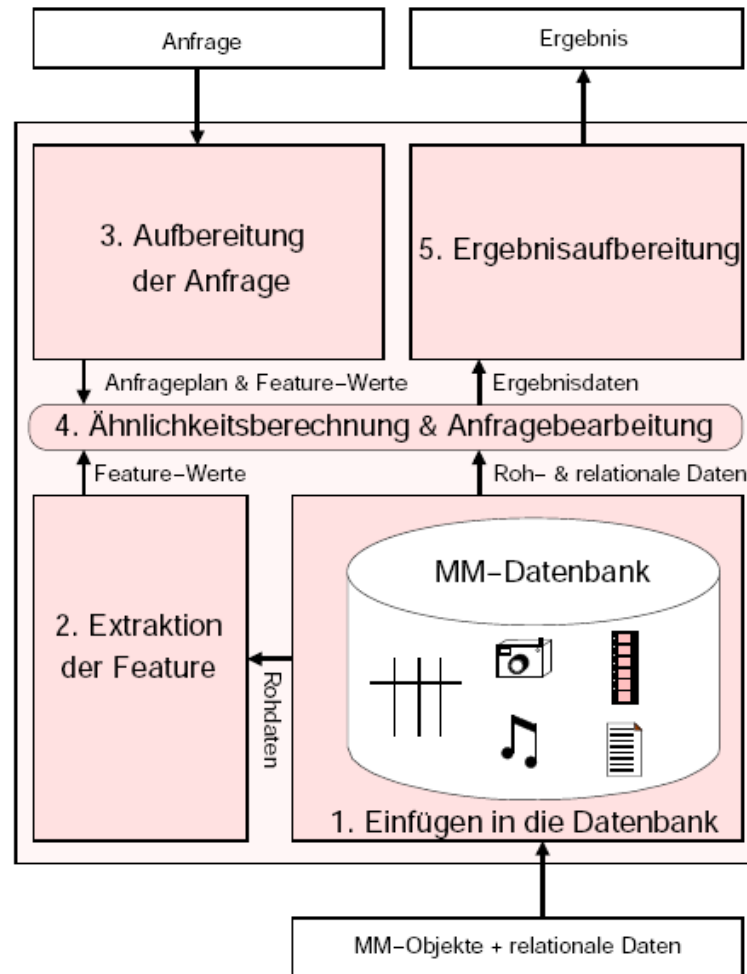 Anfrage
Ergebnis
3. Aufbereitung
der Anfrage
5. Ergebnisaufbereitung
Anfrageplan & Feature–Werte
Ergebnisdaten
4. Ähnlichkeitsberechnung & Anfragebearbeitung
Feature–Werte
Roh– & relationale Daten
MM–Datenbank
2. Extraktion
der Feature
Rohdaten
1. Einfügen in die Datenbank
MM–Objekte + relationale Daten